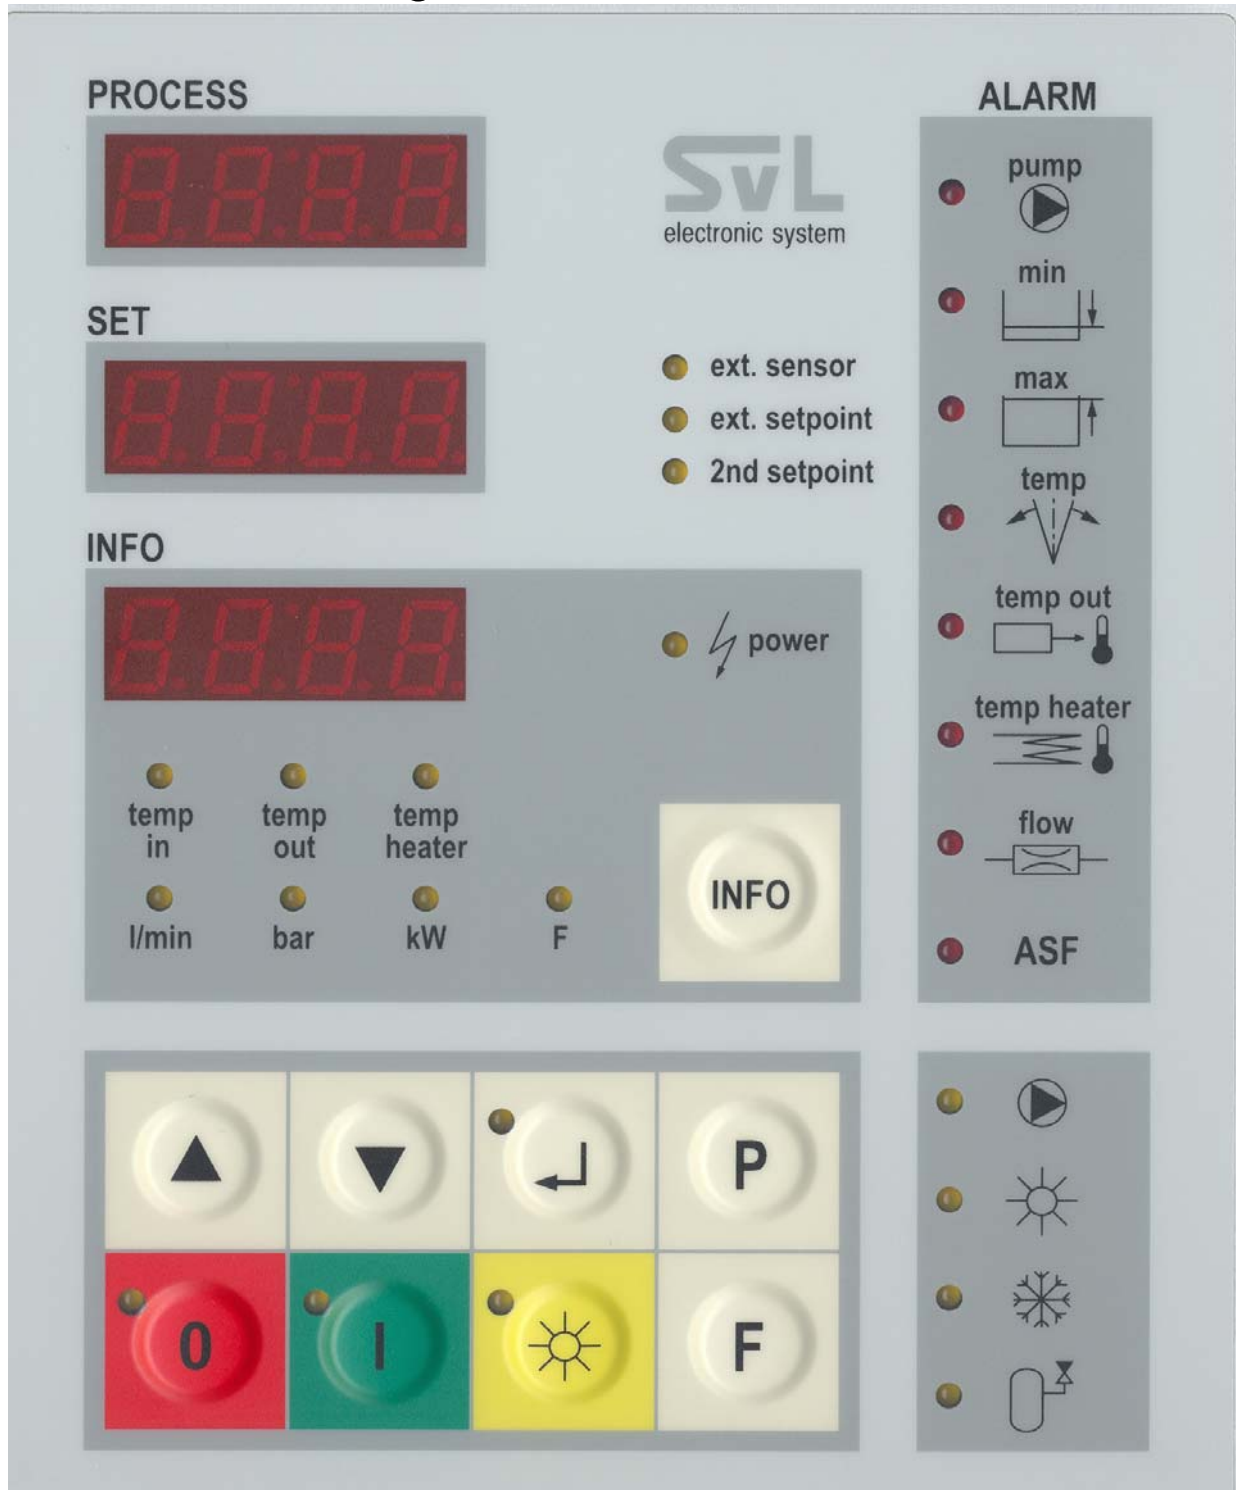 PROCESS
SvL
electronic system
SET
ext. sensor
ext. setpoint
2nd setpoint
INFO
power
temp
in
temp
out
temp
heater
l/min
bar
kW
F
INFO
P
0
I
F
ALARM
pump
min
max
temp
temp out
temp heater
flow
ASF